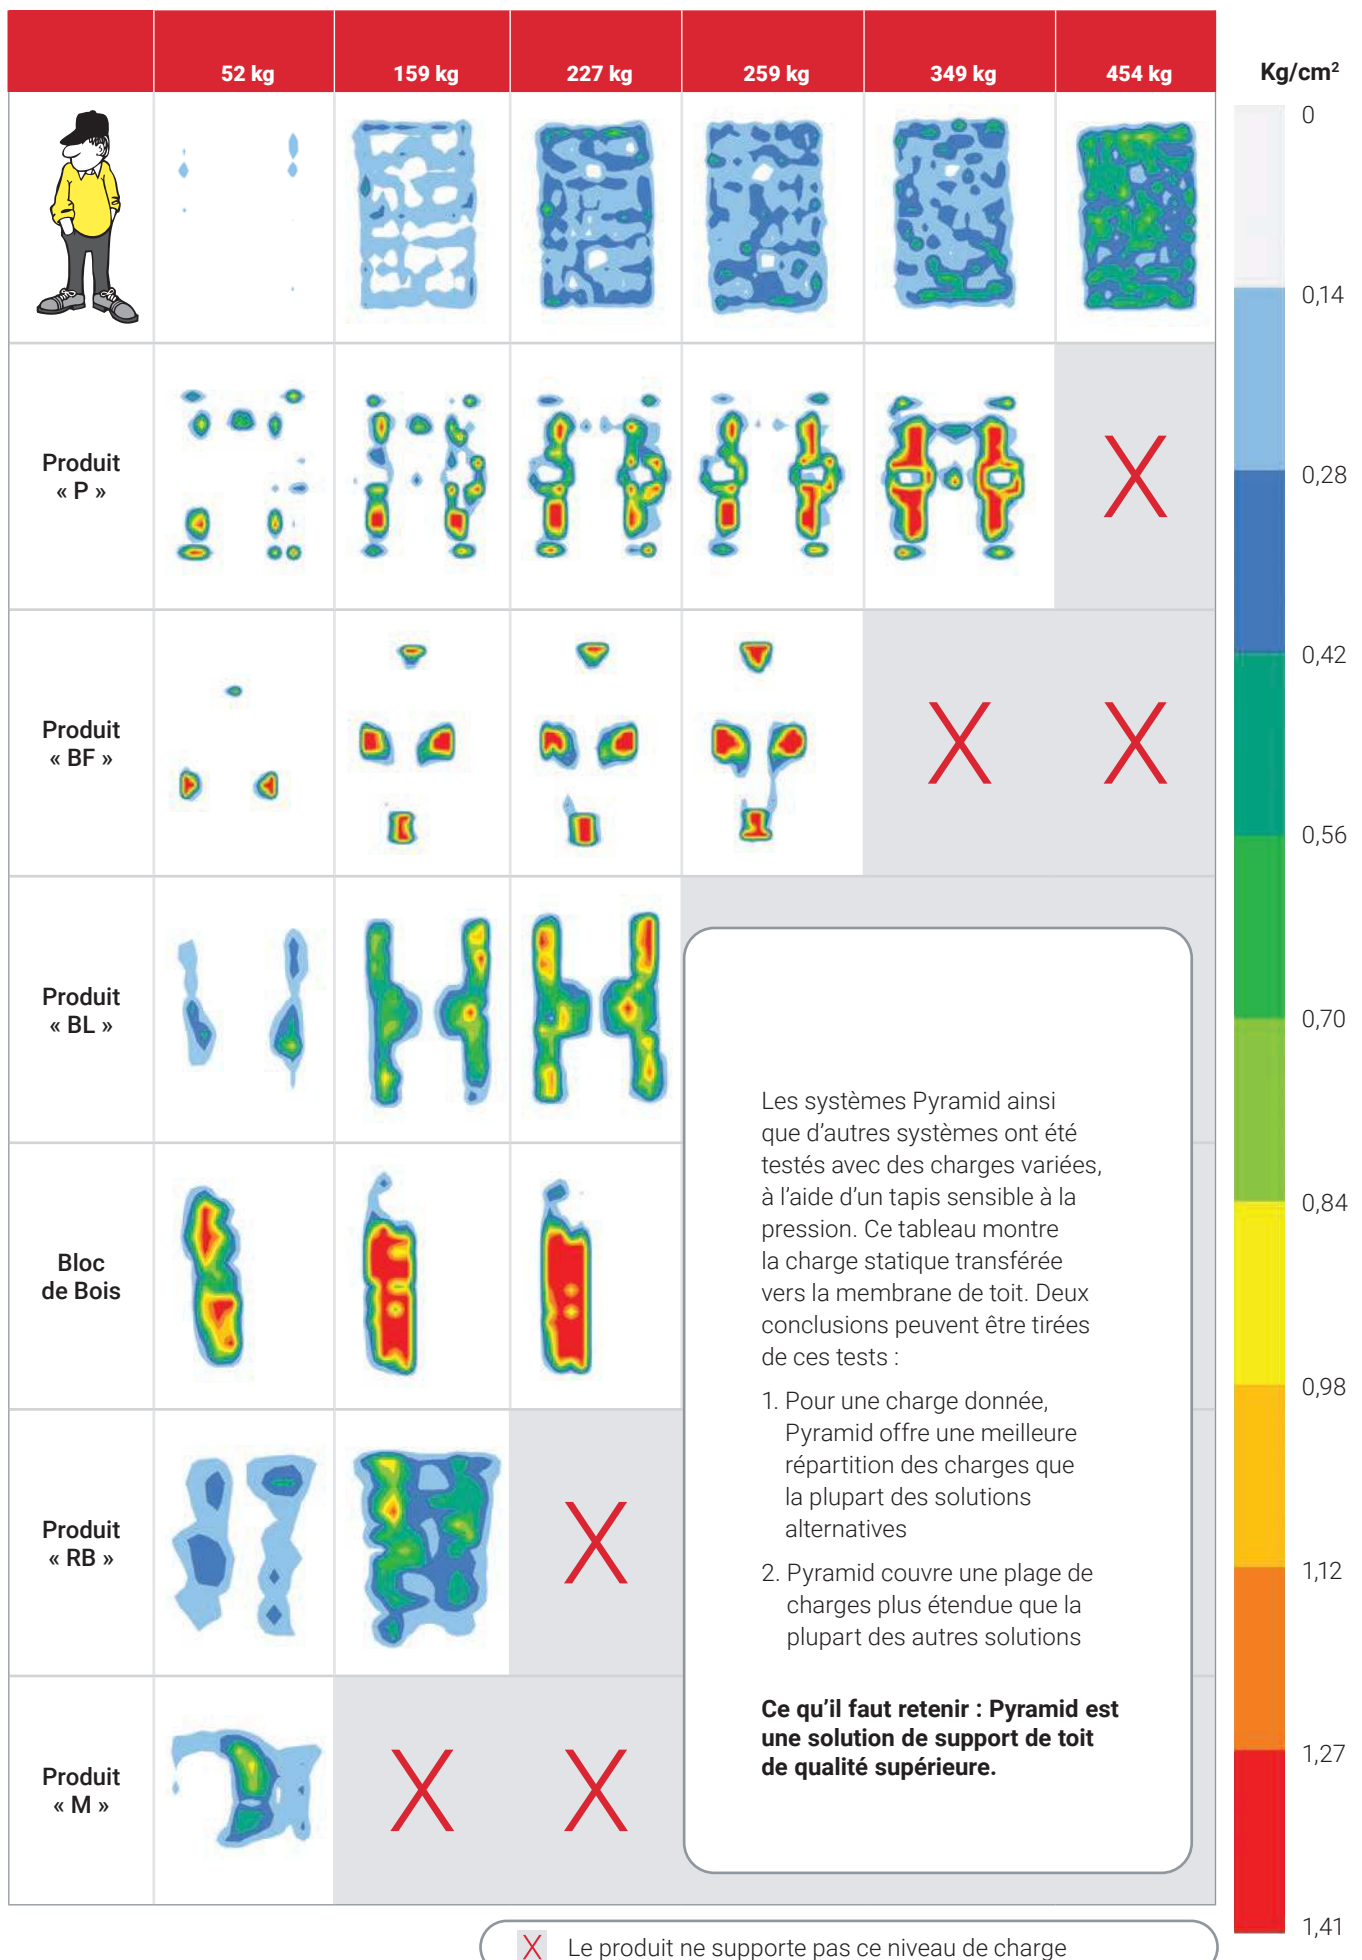 52 kg 159 kg 227 kg 259 kg 349 kg 454 kg Kg/cm²
0
0,14
0,28
0,42
0,56
0,70
0,84
0,98
1,12
1,27
1,41
Produit
« P »
X
Produit
« BF »
X X
Produit
« BL »
Bloc
de Bois
Produit
« RB »
X
Produit
« M »
X X
Les systèmes Pyramid ainsi
que d'autres systèmes ont été
testés avec des charges variées,
à l'aide d'un tapis sensible à la
pression. Ce tableau montre
la charge statique transférée
vers la membrane de toit. Deux
conclusions peuvent être tirées
de ces tests :
1. Pour une charge donnée,
Pyramid offre une meilleure
répartition des charges que
la plupart des solutions
alternatives
2. Pyramid couvre une plage de
charges plus étendue que la
plupart des autres solutions
Ce qu'il faut retenir : Pyramid est
une solution de support de toit
de qualité supérieure.
X Le produit ne supporte pas ce niveau de charge